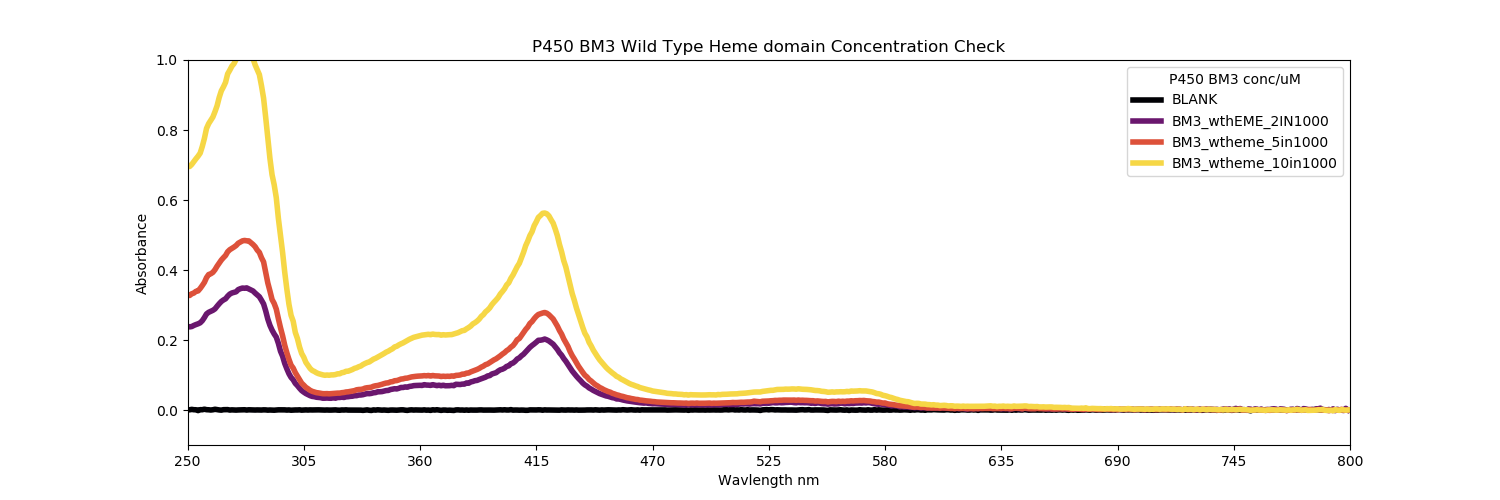 P450 BM3 Wild Type Heme domain Concentration Check
P450 BM3 conc/uM
BLANK
BM3_wthEME_2IN1000
BM3_wtheme_5in1000
BM3_wtheme_10in1000
Absorbance
1.0
0.8
0.6
0.4
0.2
0.0
250 305 360 415 470 525 580 635 690 745 800
Wavlength nm